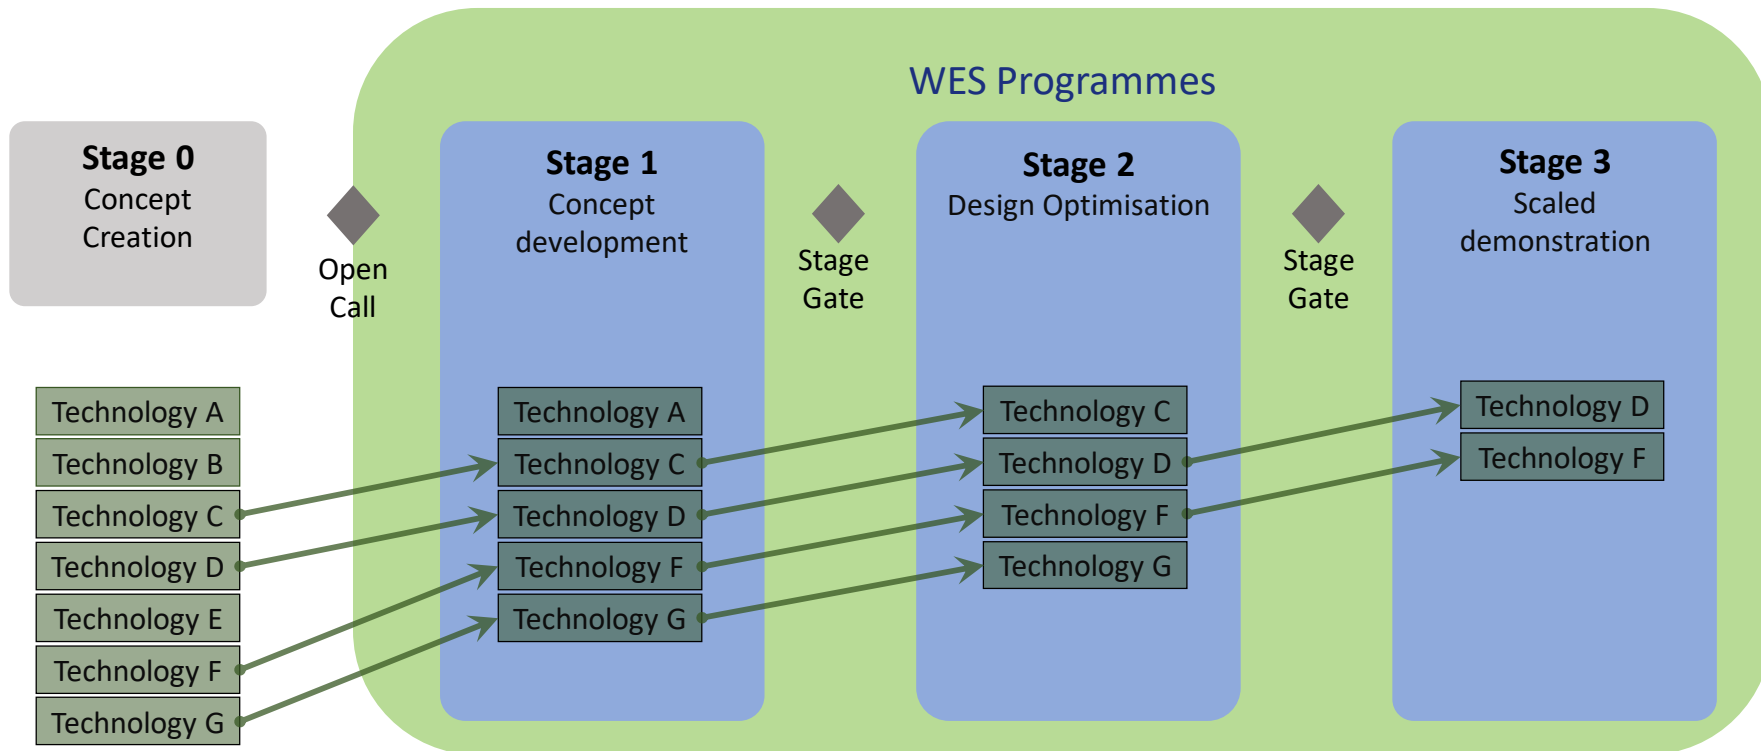 WES Programmes
Stage 0
Concept
Creation
Open
Call
Stage 1
Concept
development
Stage
Gate
Stage 2
Design Optimisation
Stage
Gate
Stage 3
Scaled
demonstration
Technology A
Technology B
Technology C
Technology D
Technology E
Technology F
Technology G
Technology A
Technology C
Technology D
Technology F
Technology G
Technology C
Technology D
Technology F
Technology G
Technology D
Technology F